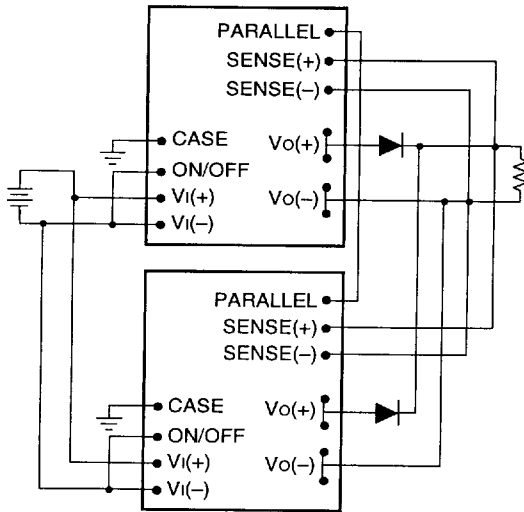 PARALLEL
SENSE(+)
SENSE(–)
CASE
VO(+)
ON/OFF
VI(+)
VO(–)
VI(–)
PARALLEL
SENSE(+)
SENSE(–)
CASE
VO(+)
ON/OFF
VI(+)
VO(–)
VI(–)